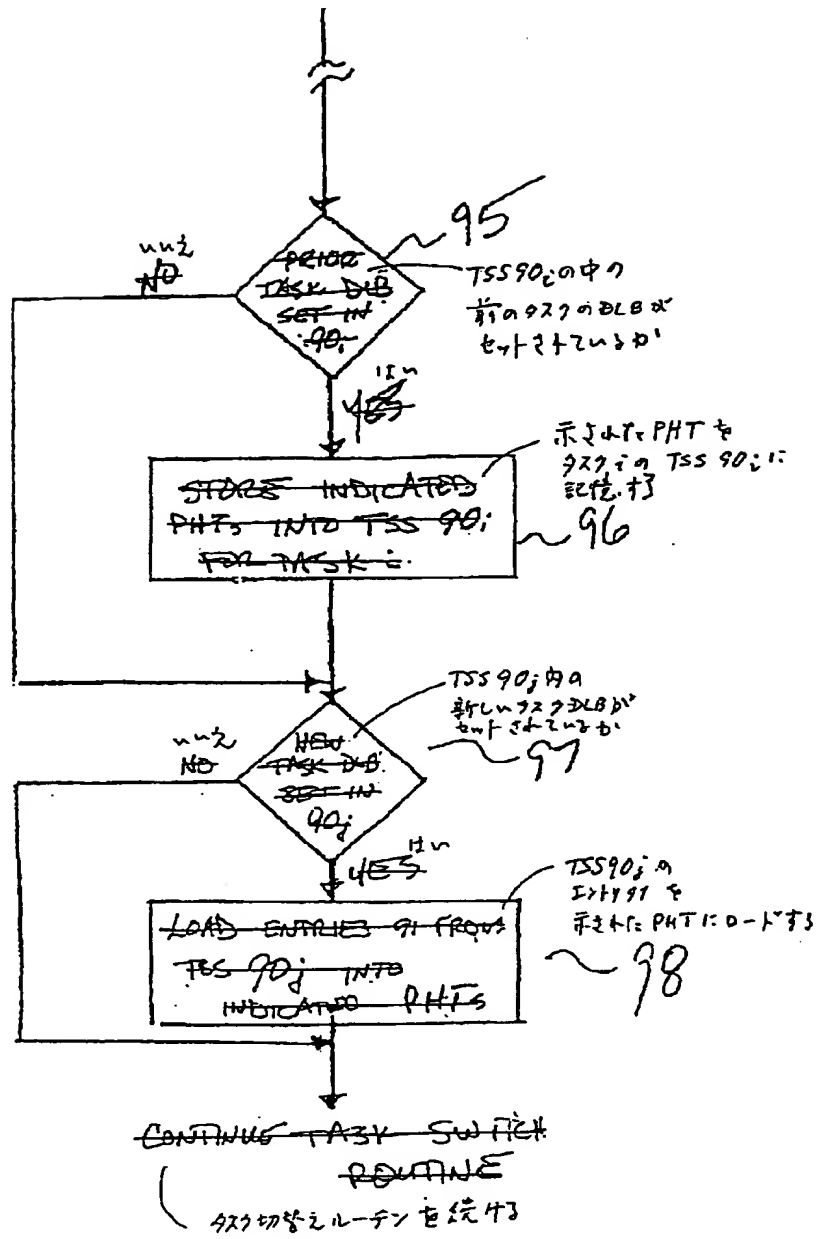 95
いいえ
NO
PRIOR
TASK DLB
SET IN
90i
TSS90iの中の
前のタスクのDLBが
セットされているか
はい
YES
示されたPHTを
タスクiのTSS 90iに
記憶する
STORE INDICATED
PHTs INTO TSS 90i
FOR TASK i.
96
TSS90j内の
新しいタスクDLBが
セットされているか
いいえ
NO
NEW
TASK DLB
SET IN
90j
97
はい
YES
TSS90jの
エントリ91を
示されたPHTにロードする
LOAD ENTRIES 91 FROM
TSS 90j INTO
INDICATED PHTs
98
CONTINUE TASK SWITCH
ROUTINE
タスク切替えルーチンを続ける